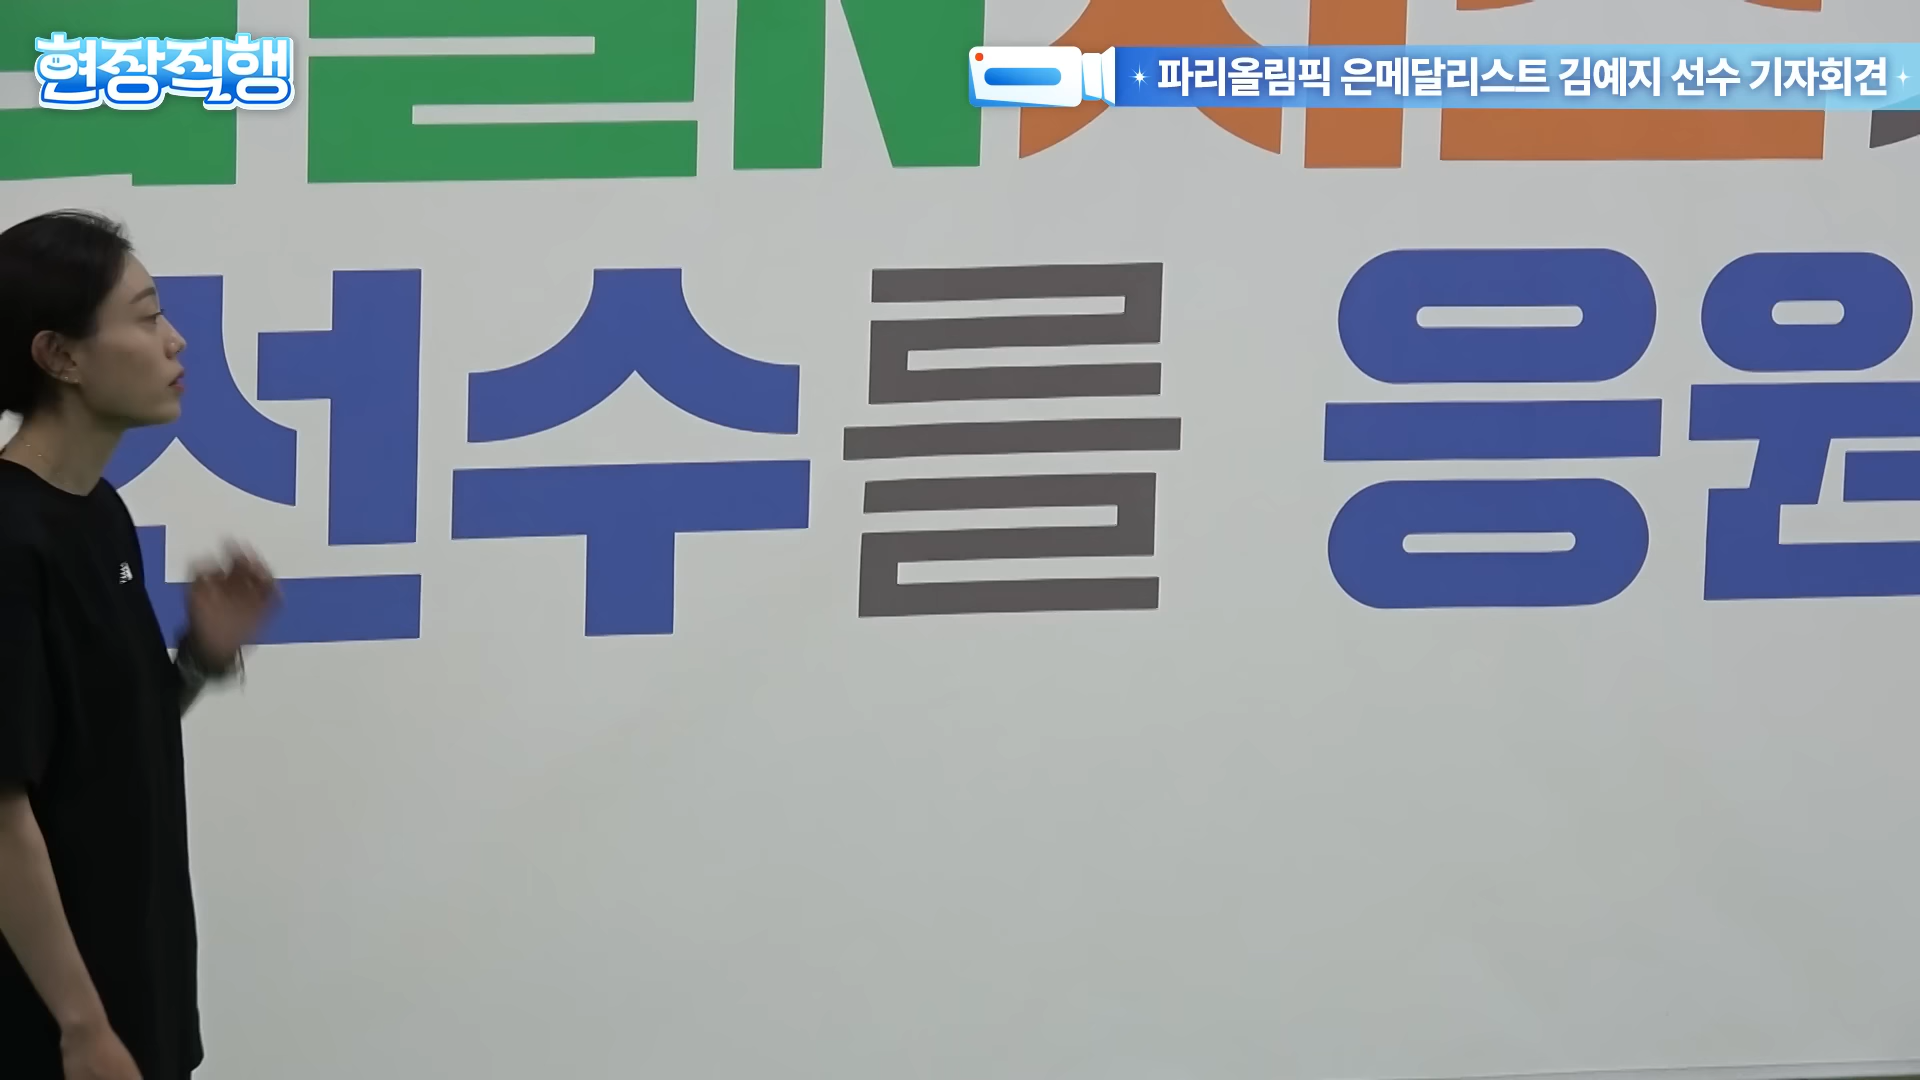 현장직행
파리올림픽 은메달리스트 김예지 선수 기자회견
선수를 응원